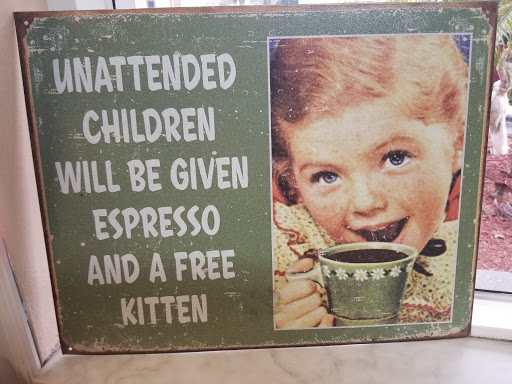 UNATTENDED
CHILDREN
WILL BE GIVEN
ESPRESSO
AND A FREE
KITTEN